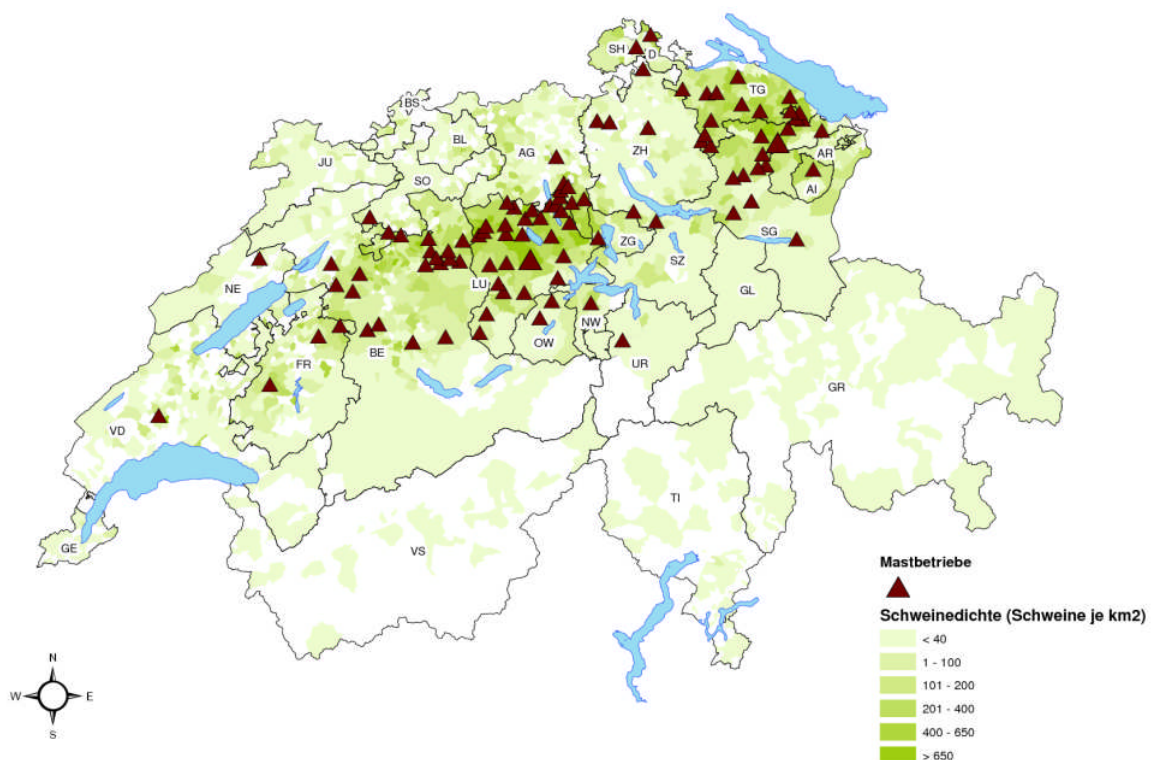 SH
D
TG
BS
BL
AG
ZH
AR
JU
SO
AI
ZG
SG
NE
LU
SZ
GL
NW
OW
BE
FR
UR
GR
VD
TI
GE
VS
Mastbetriebe
Schweinedichte (Schweine je km2)
< 40
1 - 100
101 - 200
201 - 400
400 - 650
> 650
N
W
E
S